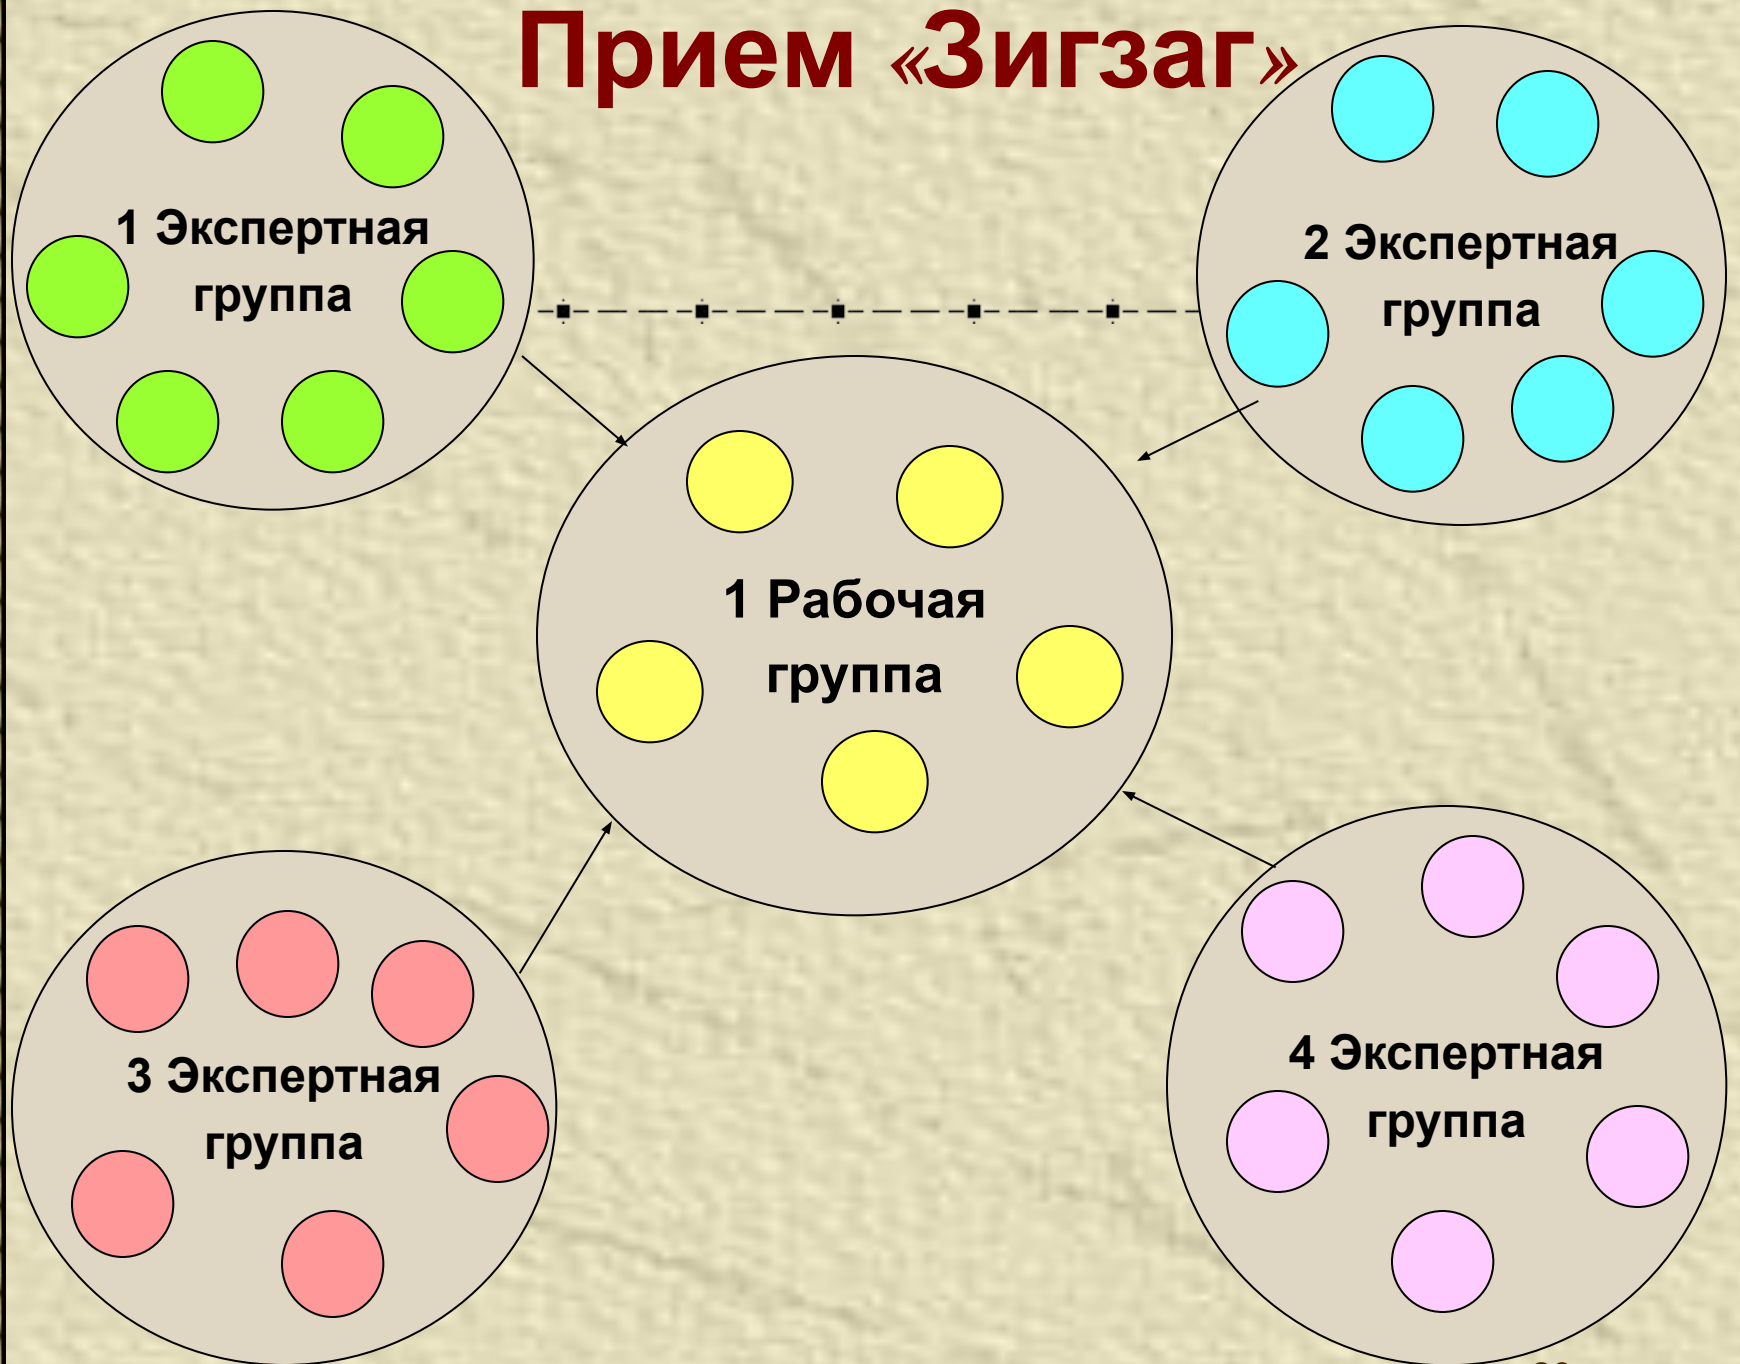 Прием «Зигзаг»
1 Экспертная
группа
2 Экспертная
группа
1 Рабочая
группа
3 Экспертная
группа
4 Экспертная
группа